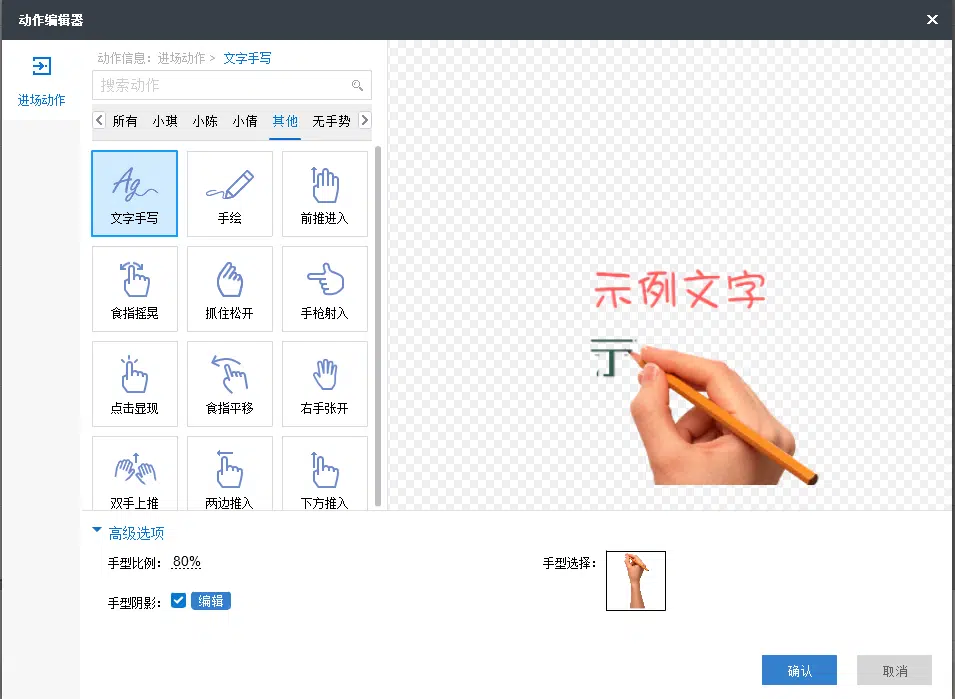 动作编辑器
进场动作
动作信息: 进场动作 > 文字手写
搜索动作
所有 小琪 小陈 小倩 其他 无手势
文字手写 手绘 前推进入
食指摇晃 抓住松开 手枪射入
点击显现 食指平移 右手张开
双手上推 两边推入 下方推入
示例文字
高级选项
手型比例: 80% 手型选择:
手型阴影: 编辑
确认 取消